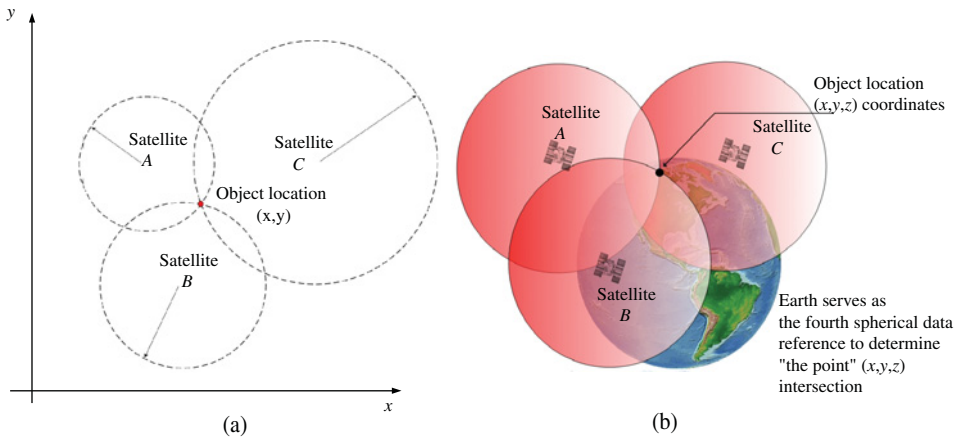 y
Satellite
A
Satellite
C
Object location
(x,y)
Satellite
B
x
(a)
Object location
(x,y,z) coordinates
Satellite
A
Satellite
C
Satellite
B
Earth serves as
the fourth spherical data
reference to determine
"the point" (x,y,z)
intersection
(b)